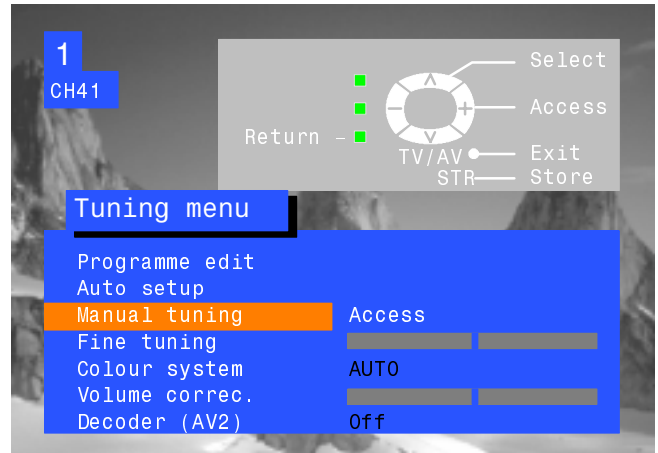 1
CH41
Select
Access
Return
TV/AV
Exit
STR
Store
Tuning menu
Programme edit
Auto setup
Manual tuning Access
Fine tuning
Colour system AUTO
Volume correc.
Decoder (AV2) Off